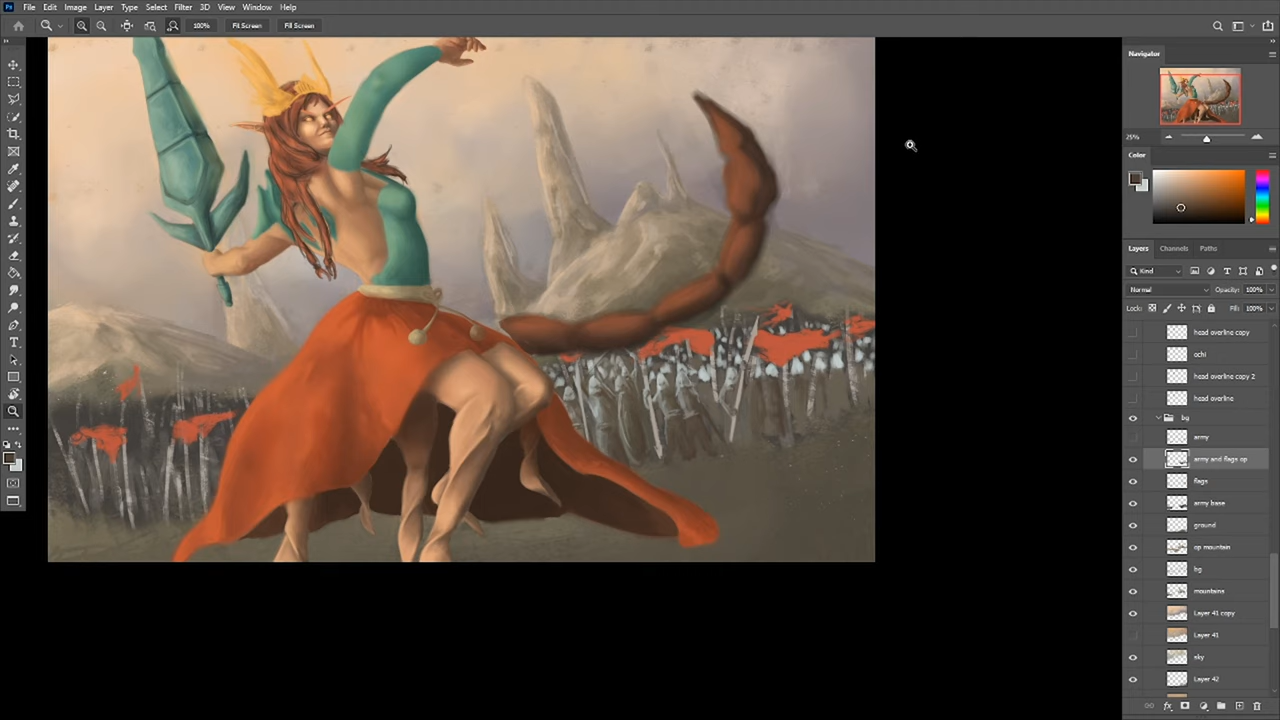 Ps File Edit Image Layer Type Select Filter 3D View Window Help
100% Fit Screen Fill Screen
Navigator
25%
Color
Layers Channels Paths
Kind
Normal Opacity: 100%
Lock: Fill: 100%
head overline copy
ochi
head overline copy 2
head overline
bg
army
army and flags op
flags
army base
ground
op mountain
bg
mountains
Layer 41 copy
Layer 41
sky
Layer 42
fx